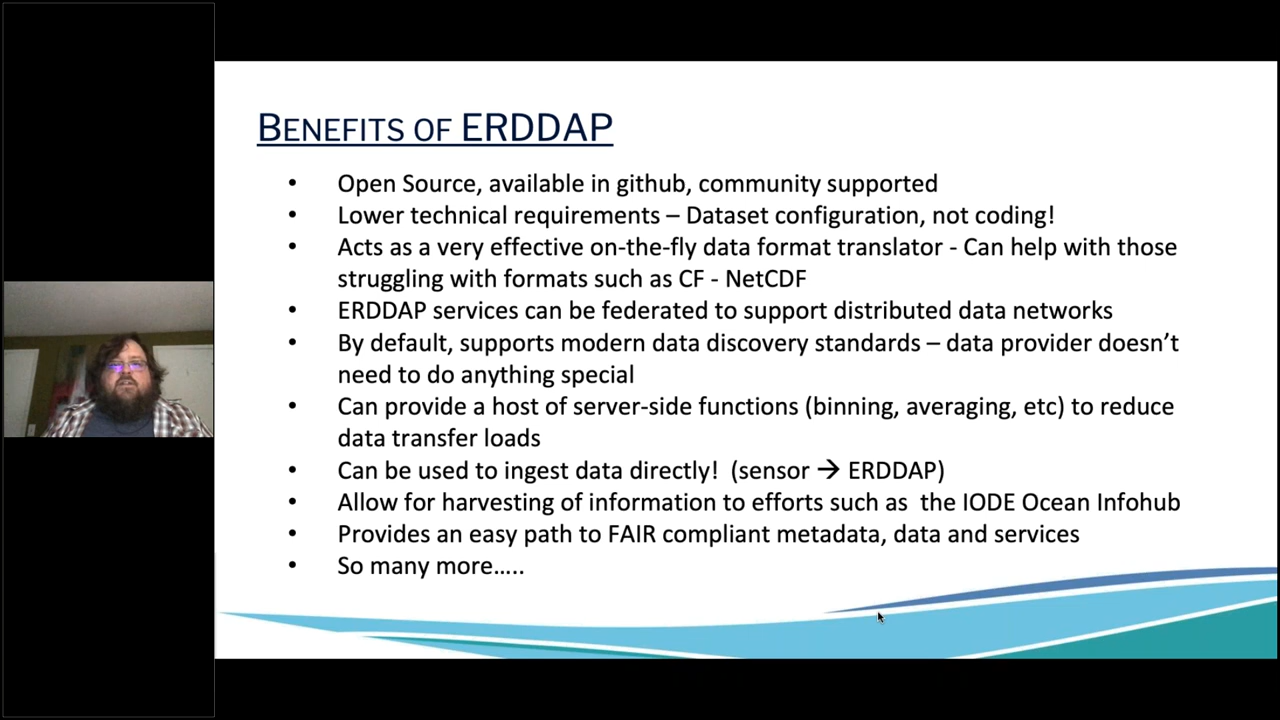 BENEFITS OF ERDDAP
• Open Source, available in github, community supported
• Lower technical requirements – Dataset configuration, not coding!
• Acts as a very effective on-the-fly data format translator - Can help with those
struggling with formats such as CF - NetCDF
• ERDDAP services can be federated to support distributed data networks
• By default, supports modern data discovery standards – data provider doesn’t
need to do anything special
• Can provide a host of server-side functions (binning, averaging, etc) to reduce
data transfer loads
• Can be used to ingest data directly!  (sensor → ERDDAP)
• Allow for harvesting of information to efforts such as  the IODE Ocean Infohub
• Provides an easy path to FAIR compliant metadata, data and services
• So many more…..